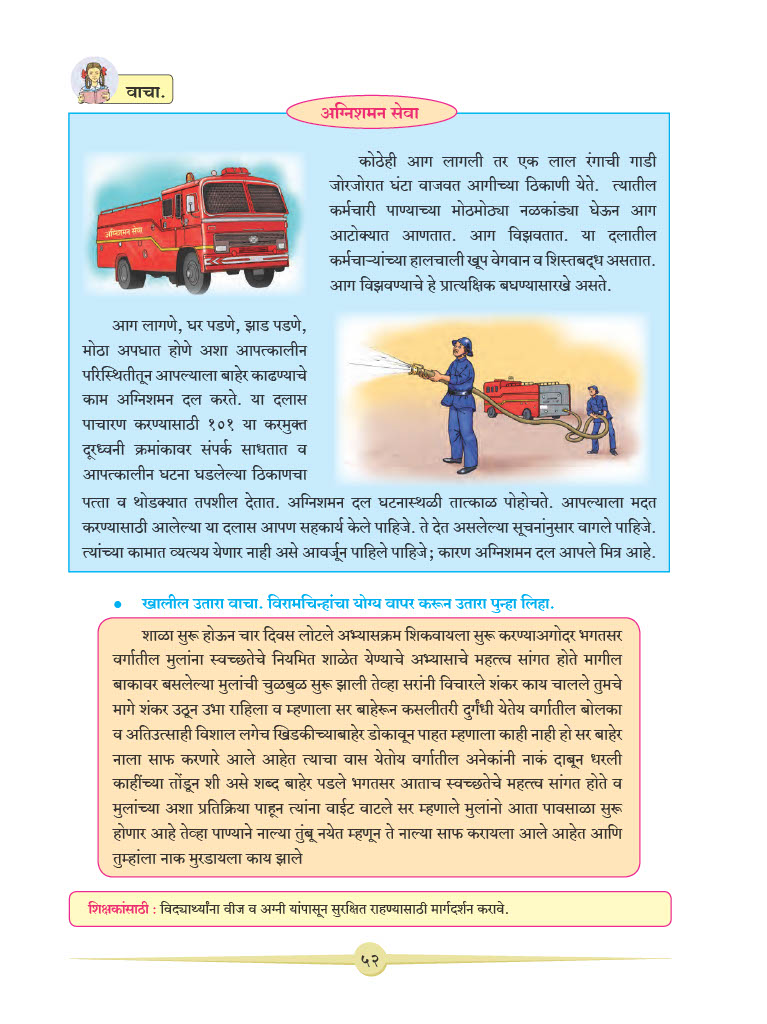 वाचा.
अग्निशमन सेवा
कोठेही आग लागली तर एक लाल रंगाची गाडी
जोरजोरात घंटा वाजवत आगीच्या ठिकाणी येते. त्यातील
कर्मचारी पाण्याच्या मोठमोठ्या नळकांड्या घेऊन आग
आटोक्यात आणतात. आग विझवतात. या दलातील
कर्मचाऱ्यांच्या हालचाली खूप वेगवान व शिस्तबद्ध असतात.
आग विझवण्याचे हे प्रात्यक्षिक बघण्यासारखे असते.
अग्निशमन सेवा
आग लागणे, घर पडणे, झाड पडणे,
मोठा अपघात होणे अशा आपत्कालीन
परिस्थितीतून आपल्याला बाहेर काढण्याचे
काम अग्निशमन दल करते. या दलास
पाचारण करण्यासाठी १०१ या करमुक्त
दूरध्वनी क्रमांकावर संपर्क साधतात व
आपत्कालीन घटना घडलेल्या ठिकाणचा
पत्ता व थोडक्यात तपशील देतात. अग्निशमन दल घटनास्थळी तात्काळ पोहोचते. आपल्याला मदत
करण्यासाठी आलेल्या या दलास आपण सहकार्य केले पाहिजे. ते देत असलेल्या सूचनांनुसार वागले पाहिजे.
त्यांच्या कामात व्यत्यय येणार नाही असे आवर्जून पाहिले पाहिजे; कारण अग्निशमन दल आपले मित्र आहे.
● खालील उतारा वाचा. विरामचिन्हांचा योग्य वापर करून उतारा पुन्हा लिहा.
शाळा सुरू होऊन चार दिवस लोटले अभ्यासक्रम शिकवायला सुरू करण्याअगोदर भगतसर
वर्गातील मुलांना स्वच्छतेचे नियमित शाळेत येण्याचे अभ्यासाचे महत्त्व सांगत होते मागील
बाकावर बसलेल्या मुलांची चुळबुळ सुरू झाली तेव्हा सरांनी विचारले शंकर काय चालले तुमचे
मागे शंकर उठून उभा राहिला व म्हणाला सर बाहेरून कसलीतरी दुर्गंधी येतेय वर्गातील बोलका
व अतिउत्साही विशाल लगेच खिडकीच्याबाहेर डोकावून पाहत म्हणाला काही नाही हो सर बाहेर
नाला साफ करणारे आले आहेत त्याचा वास येतोय वर्गातील अनेकांनी नाकं दाबून धरली
काहींच्या तोंडून शी असे शब्द बाहेर पडले भगतसर आताच स्वच्छतेचे महत्त्व सांगत होते व
मुलांच्या अशा प्रतिक्रिया पाहून त्यांना वाईट वाटले सर म्हणाले मुलांनो आता पावसाळा सुरू
होणार आहे तेव्हा पाण्याने नाल्या तुंबू नयेत म्हणून ते नाल्या साफ करायला आले आहेत आणि
तुम्हांला नाक मुरडायला काय झाले
शिक्षकांसाठी : विद्यार्थ्यांना वीज व अग्नी यांपासून सुरक्षित राहण्यासाठी मार्गदर्शन करावे.
५२